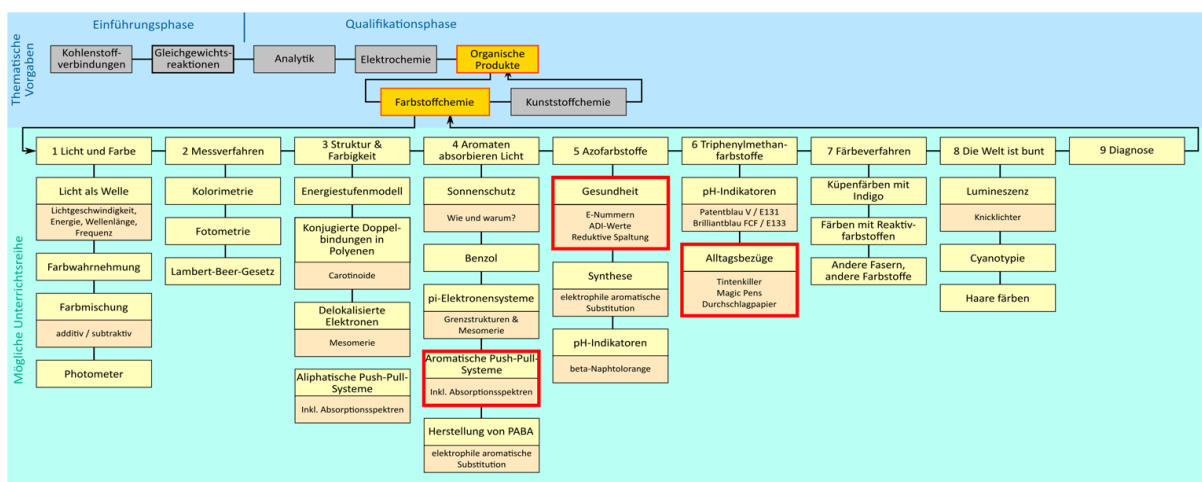 Einführungsphase
Qualifikationsphase
Thematische
Vorgaben
Kohlenstoff-
verbindungen
Gleichgewichts-
reaktionen
Analytik
Elektrochemie
Organische
Produkte
Farbstoffchemie
Kunststoffchemie
Mögliche Unterrichtsreihe
1 Licht und Farbe
Licht als Welle
Lichtgeschwindigkeit,
Energie, Wellenlänge,
Frequenz
Farbwahrnehmung
Farbmischung
additiv / subtraktiv
Photometer
2 Messverfahren
Kolorimetrie
Fotometrie
Lambert-Beer-Gesetz
3 Struktur &
Farbigkeit
Energiestufenmodell
Konjugierte Doppel-
bindungen in
Polyenen
Carotinoide
Delokalisierte
Elektronen
Mesomerie
Aliphatische Push-Pull-
Systeme
Inkl. Absorptionsspektren
4 Aromaten
absorbieren Licht
Sonnenschutz
Wie und warum?
Benzol
pi-Elektronensysteme
Grenzstrukturen &
Mesomerie
Aromatische Push-Pull-
Systeme
Inkl. Absorptionsspektren
Herstellung von PABA
elektrophile aromatische
Substitution
5 Azofarbstoffe
Gesundheit
E-Nummern
ADI-Werte
Reduktive Spaltung
Synthese
elektrophile aromatische
Substitution
pH-Indikatoren
beta-Naphtolorange
6 Triphenylmethan-
farbstoffe
pH-Indikatoren
Patentblau V / E131
Brilliantblau FCF / E133
Alltagsbezüge
Tintenkiller
Magic Pens
Durchschlagpapier
7 Färbeverfahren
Küpenfärben mit
Indigo
Färben mit Reaktiv-
farbstoffen
Andere Fasern,
andere Farbstoffe
8 Die Welt ist bunt
Lumineszenz
Knicklichter
Cyanotypie
Haare färben
9 Diagnose